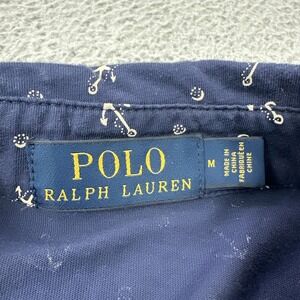 POLO
RALPH LAUREN
M
MADE IN
CHINA
FABRIQUÉ EN
CHINE